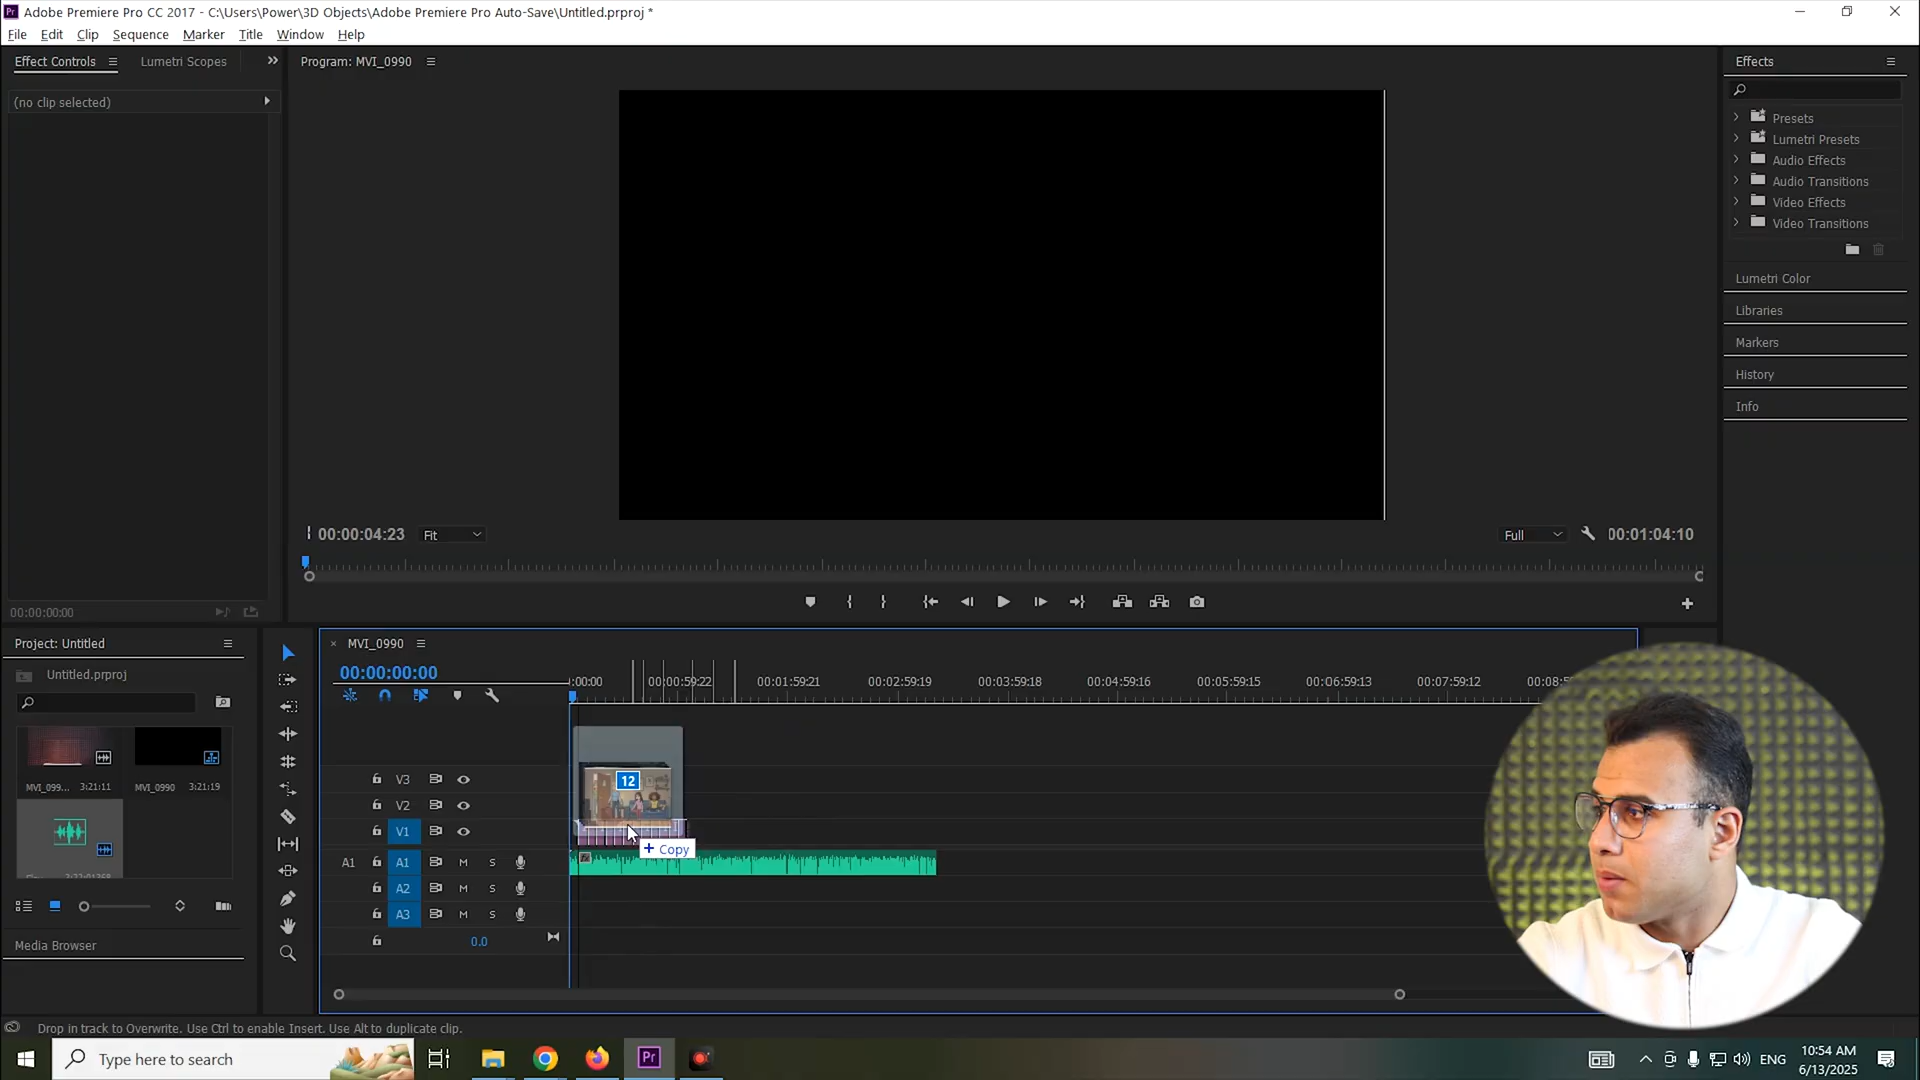 Pr Adobe Premiere Pro CC 2017 - C:\Users\Power\3D Objects\Adobe Premiere Pro Auto-Save\Untitled.prproj *
File Edit Clip Sequence Marker Title Window Help
Effect Controls Lumetri Scopes
Program: MVI_0990
Effects
(no clip selected)
Presets
Lumetri Presets
Audio Effects
Audio Transitions
Video Effects
Video Transitions
Lumetri Color
Libraries
Markers
History
Info
00:00:04:23 Fit
Full 00:01:04:10
00:00:00:00
Project: Untitled
Untitled.prproj
MVI_099... 3:21:11 MVI_0990 3:21:19
Media Browser
× MVI_0990
00:00:00:00
:00:00 00:00:59:22 00:01:59:21 00:02:59:19 00:03:59:18 00:04:59:16 00:05:59:15 00:06:59:13 00:07:59:12
V3
V2
V1
12
+ Copy
A1 A1 M S
A2 M S
A3 M S
0.0
fx
Drop in track to Overwrite. Use Ctrl to enable Insert. Use Alt to duplicate clip.
Type here to search
Pr
ENG
10:54 AM
6/13/2025